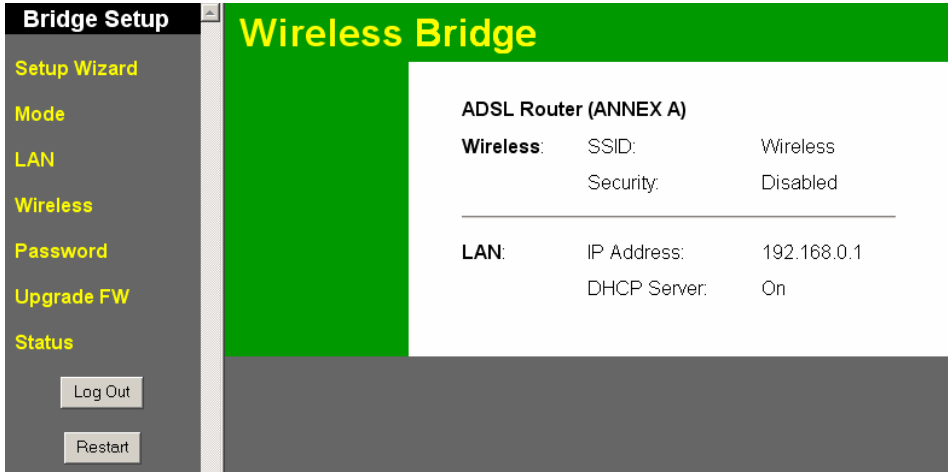 Bridge Setup
Setup Wizard
Mode
LAN
Wireless
Password
Upgrade FW
Status
Log Out
Restart
Wireless Bridge
ADSL Router (ANNEX A)
Wireless: SSID: Wireless
Security: Disabled
LAN: IP Address: 192.168.0.1
DHCP Server: On